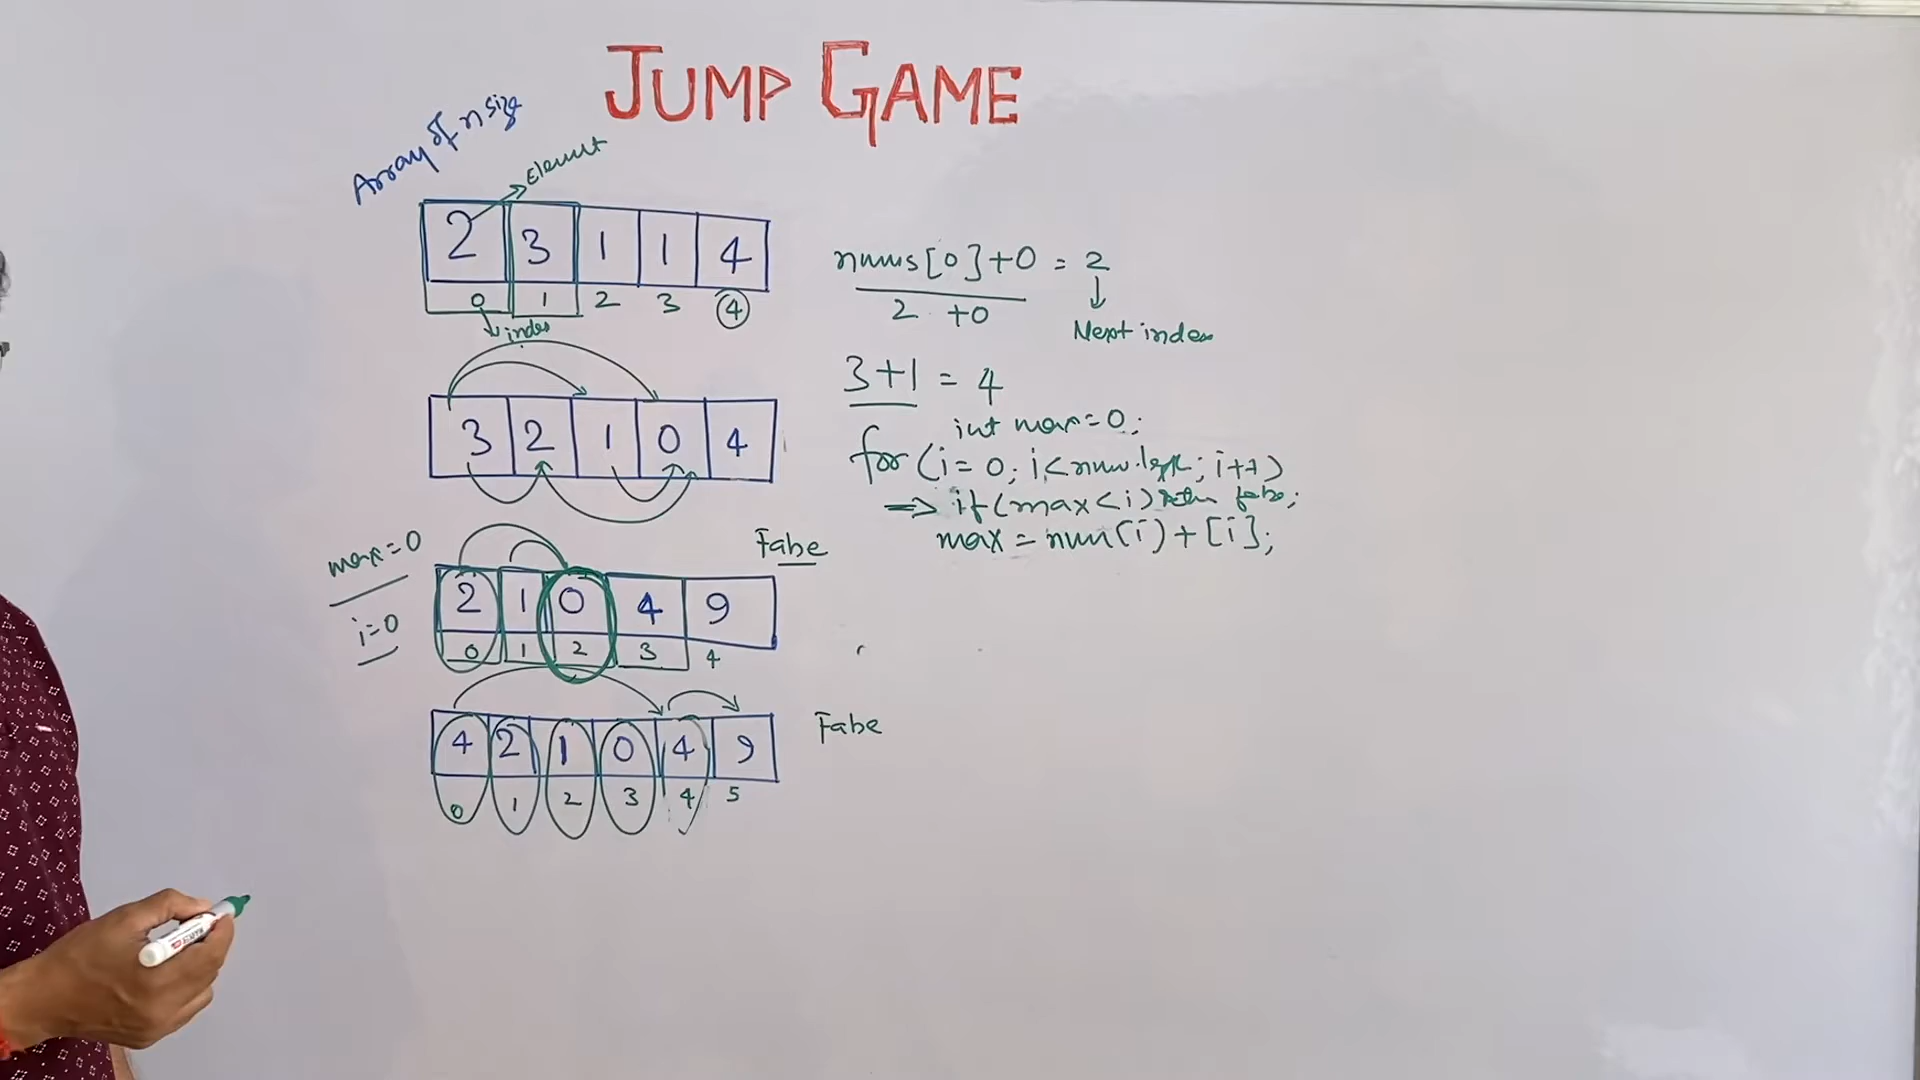 JUMP GAME
Array of n size
Element
2 3 1 1 4
0 1 2 3 4
index
nums[0]+0 = 2
2 +0
Next index
3+1 = 4
3 2 1 0 4
int max=0;
for (i=0; i<num.; i++)
=> if (max<i) false;
max = num(i) + [i];
max=0
i=0
False
2 1 0 4 9
0 1 2 3 4
4 2 1 0 4 9
0 1 2 3 4 5
False